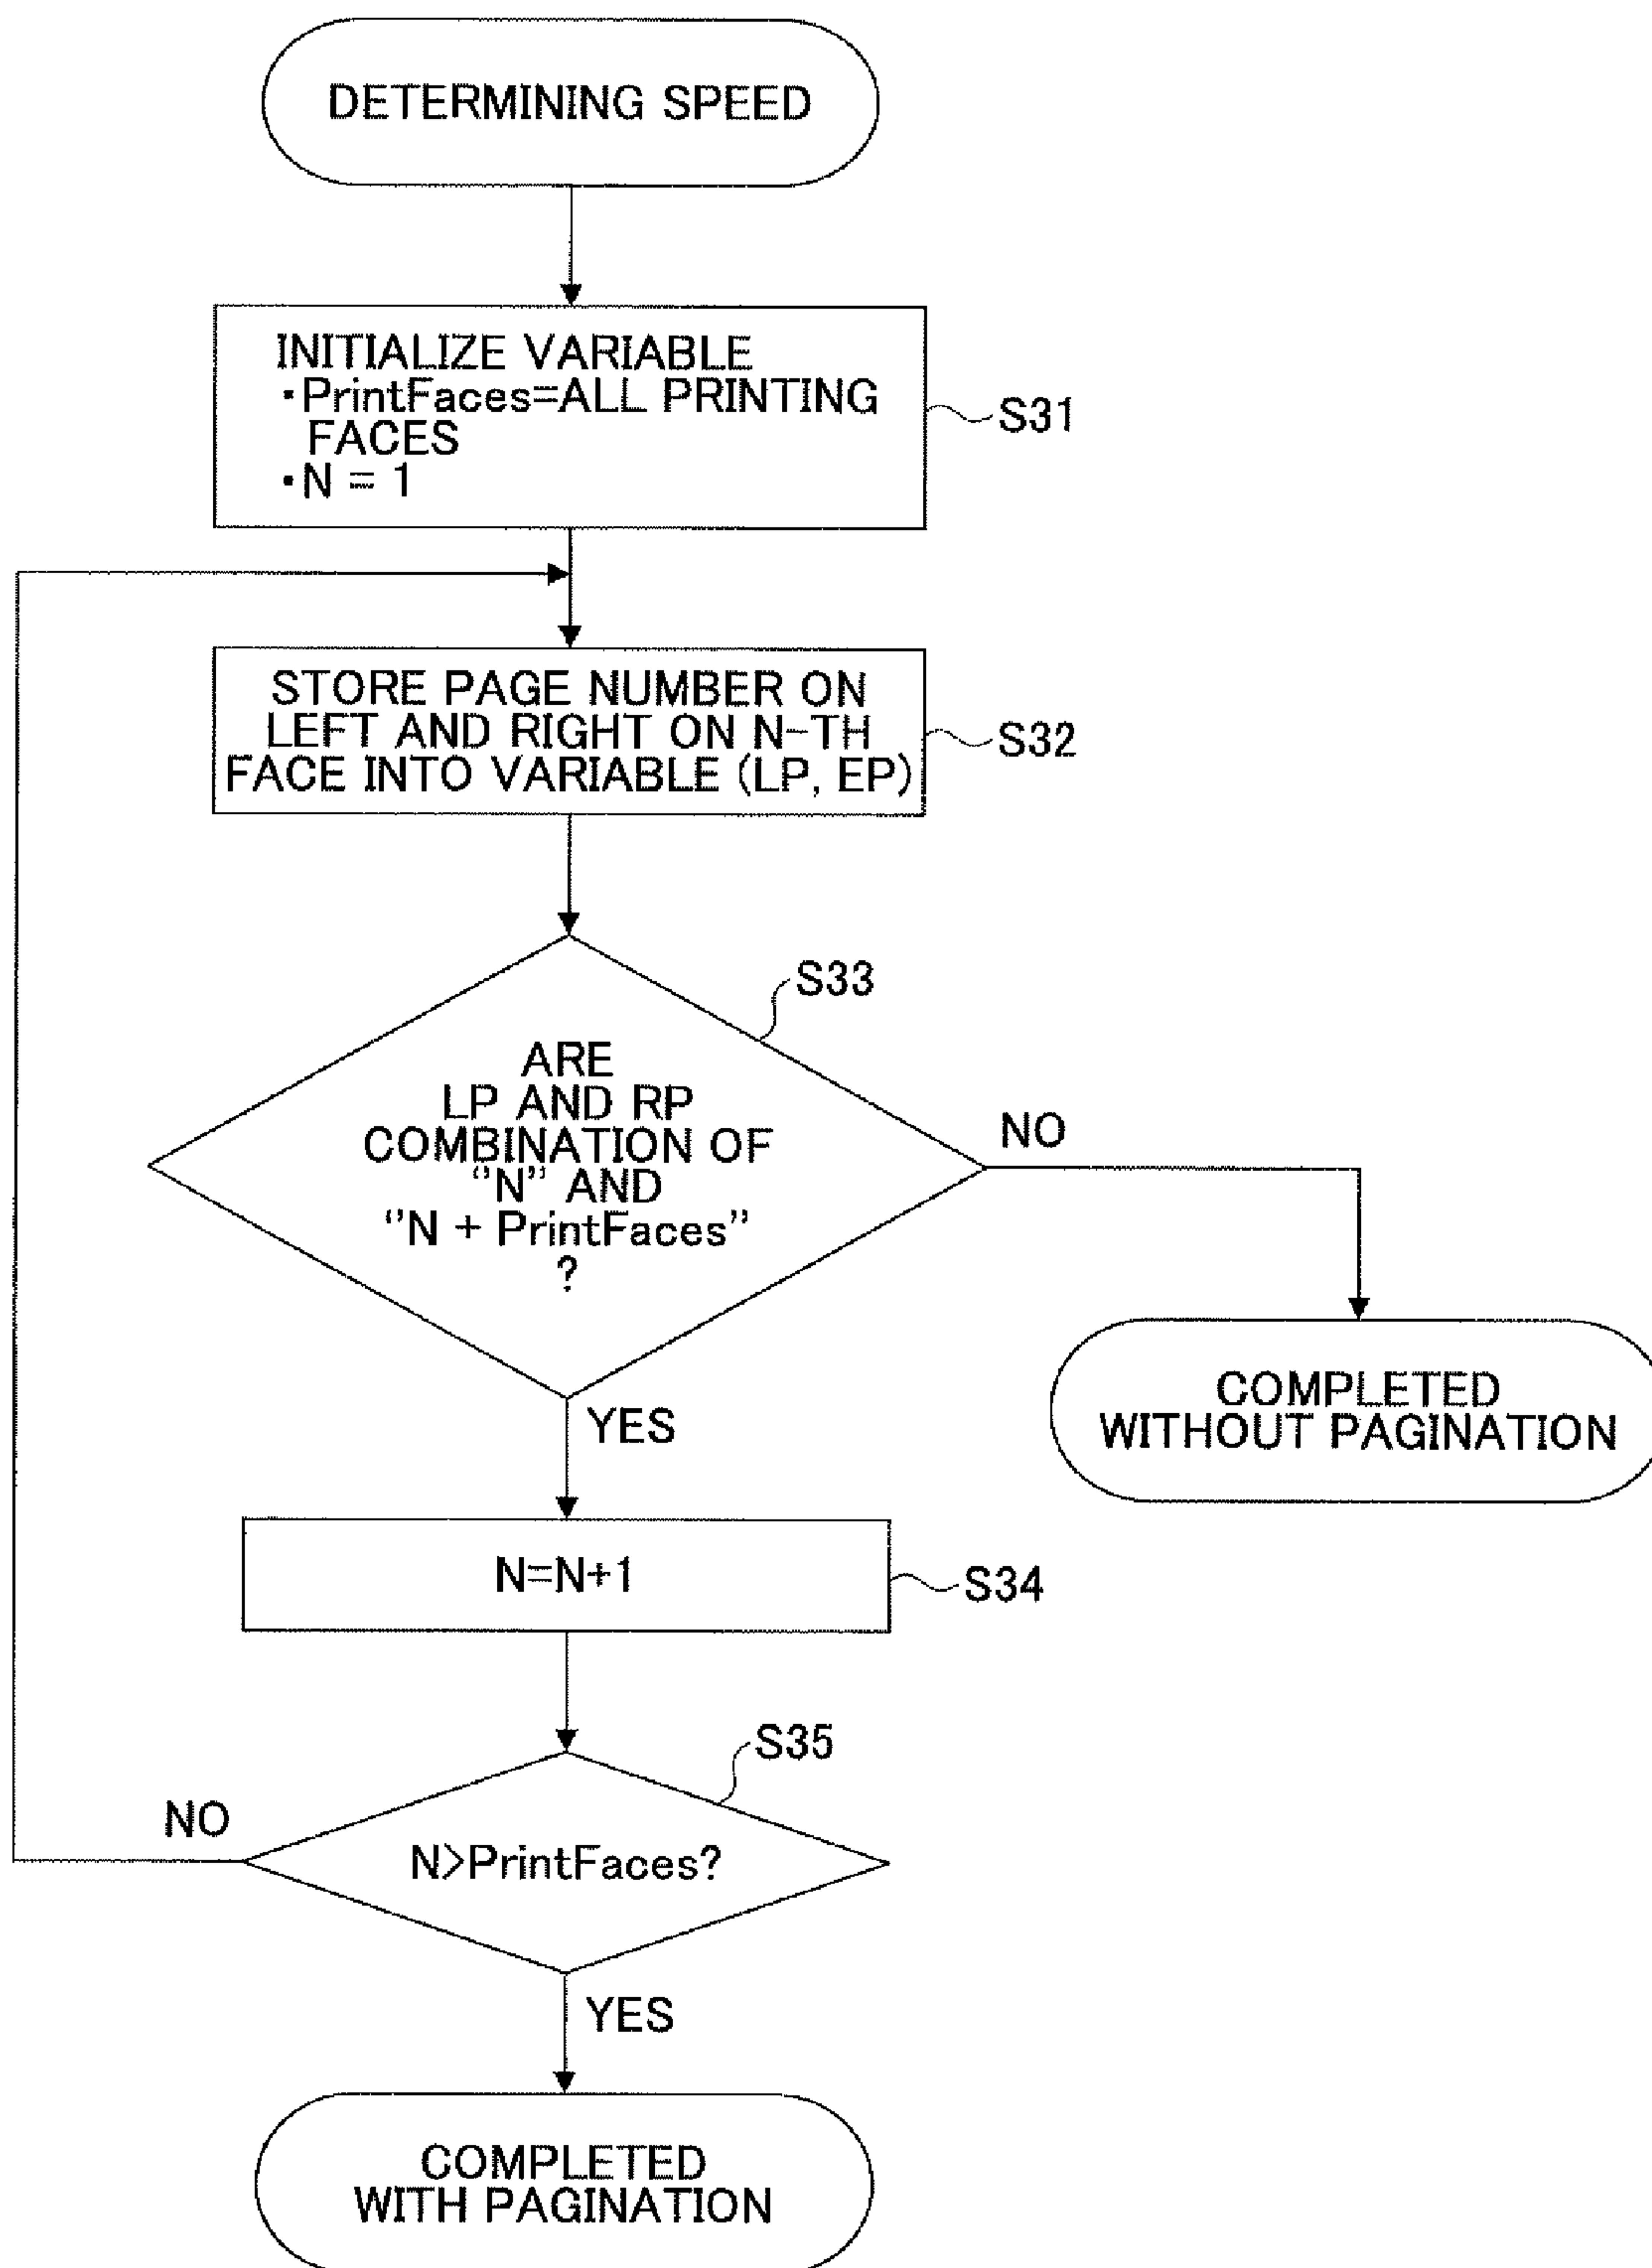 DETERMINING SPEED
INITIALIZE VARIABLE
・PrintFaces=ALL PRINTING
FACES
・N = 1
S31
STORE PAGE NUMBER ON
LEFT AND RIGHT ON N-TH
FACE INTO VARIABLE (LP, EP)
S32
S33
ARE
LP AND RP
COMBINATION OF
"N" AND
"N + PrintFaces"
?
NO
COMPLETED
WITHOUT PAGINATION
YES
N=N+1
S34
S35
NO
N>PrintFaces?
YES
COMPLETED
WITH PAGINATION